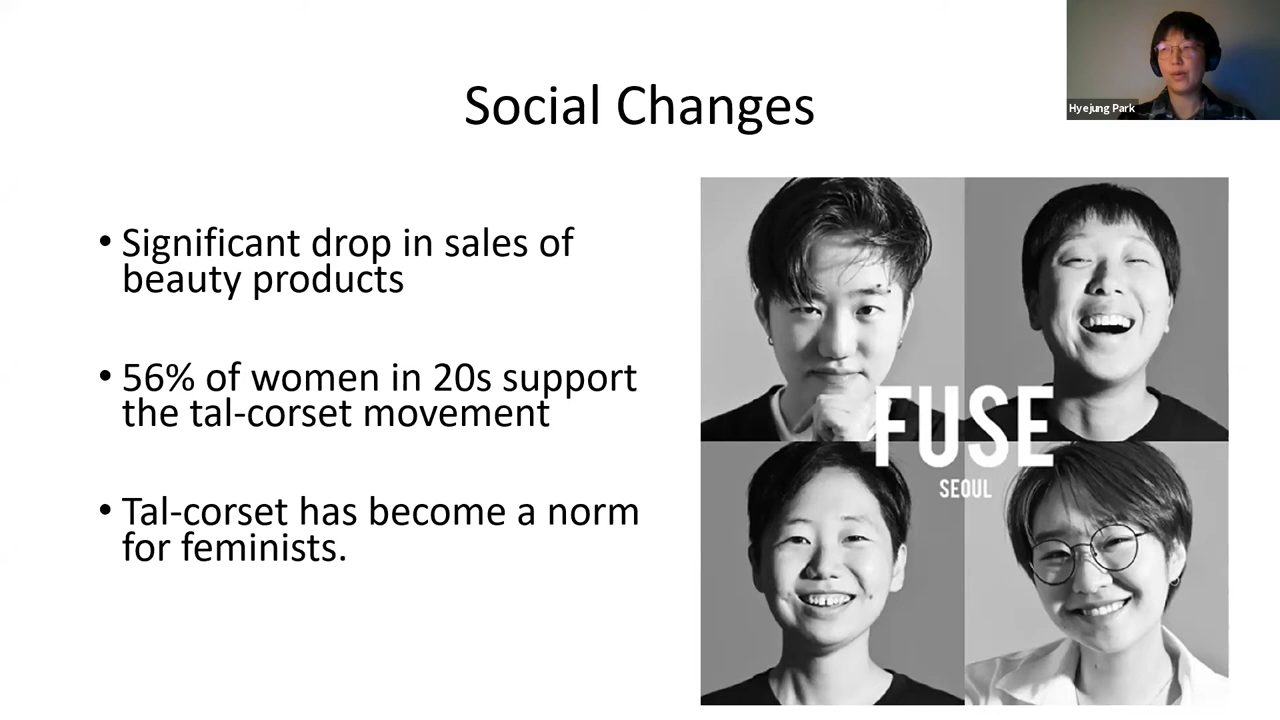 Social Changes
Hyejung Park
• Significant drop in sales of
beauty products
• 56% of women in 20s support
the tal-corset movement
• Tal-corset has become a norm
for feminists.
FUSE
SEOUL